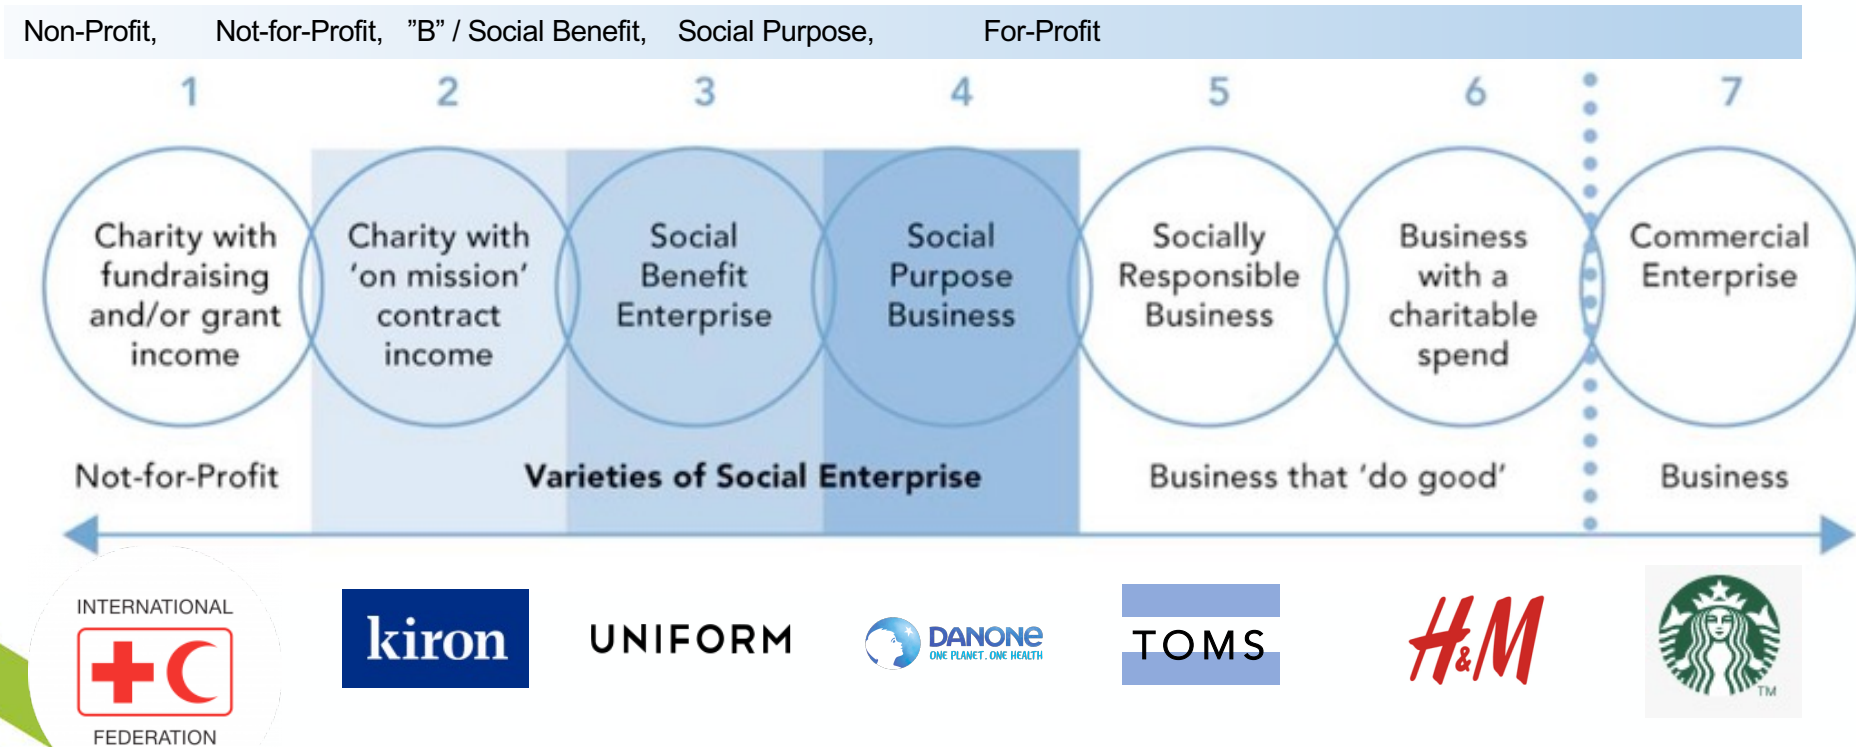 Non-Profit, Not-for-Profit, ”B” / Social Benefit, Social Purpose, For-Profit
1 2 3 4 5 6 7
Charity with
fundraising
and/or grant
income
Charity with
‘on mission’
contract
income
Social
Benefit
Enterprise
Social
Purpose
Business
Socially
Responsible
Business
Business
with a
charitable
spend
Commercial
Enterprise
Not-for-Profit
Varieties of Social Enterprise
Business that ‘do good’
Business
INTERNATIONAL
FEDERATION
kiron
UNIFORM
DANONE
ONE PLANET. ONE HEALTH
TOMS
H&M
TM